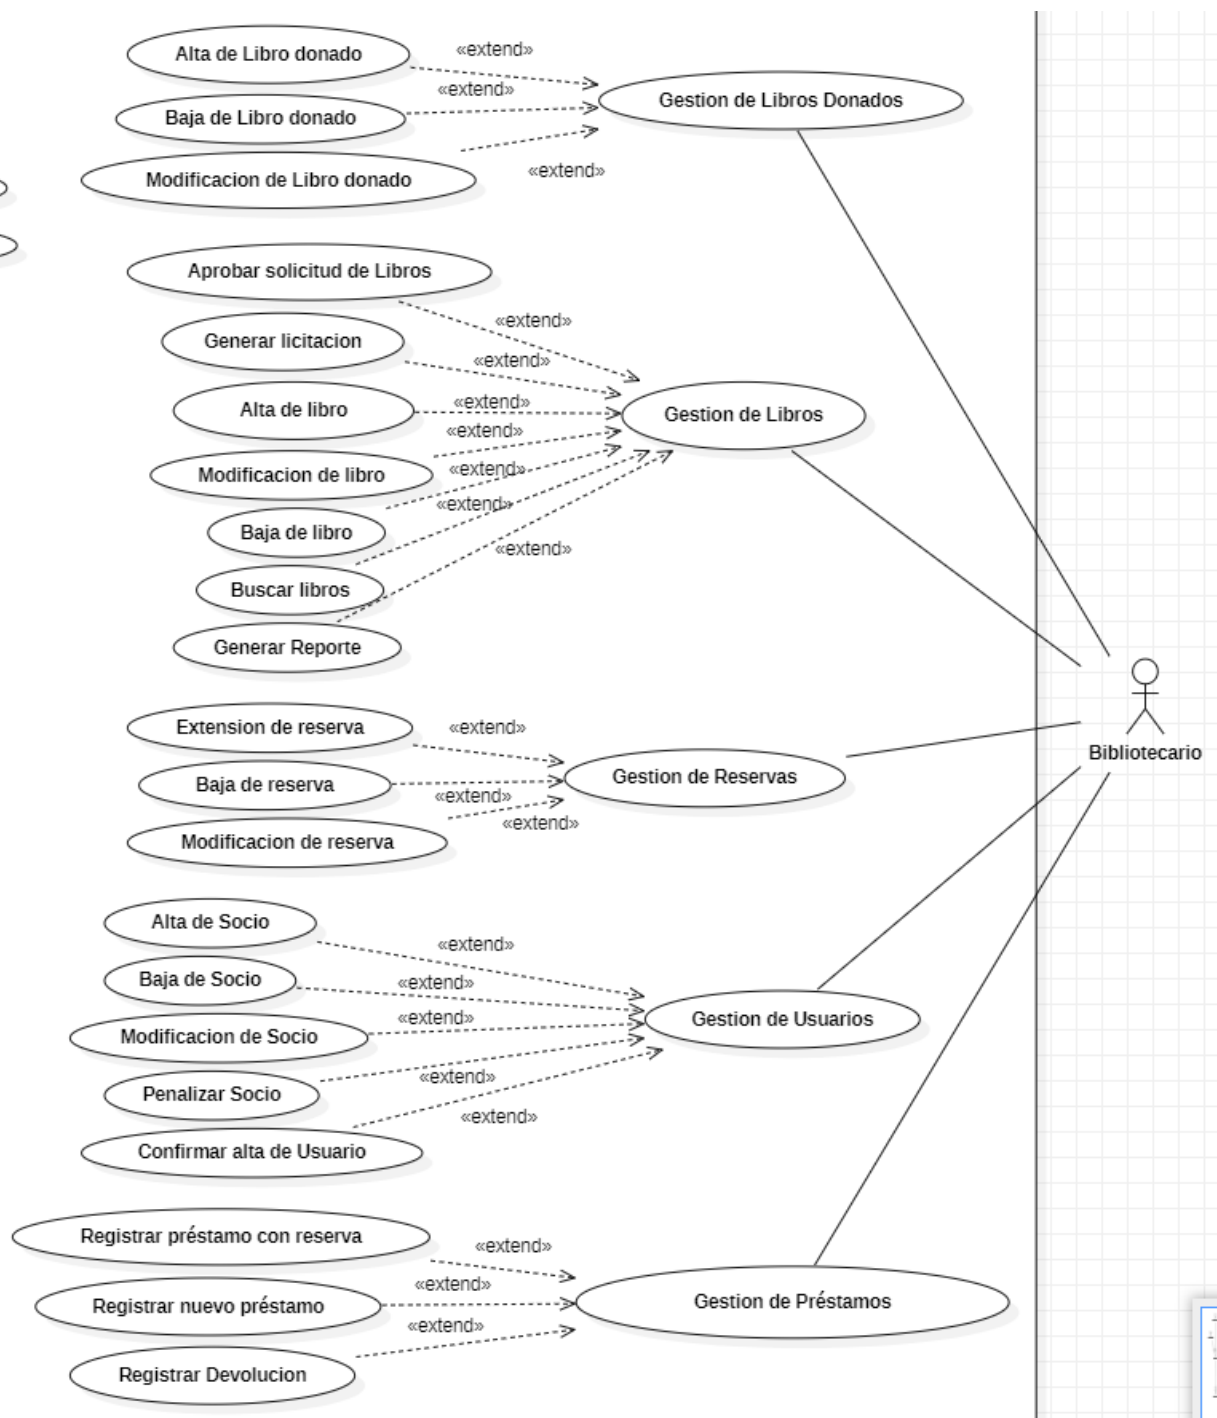 Alta de Libro donado
«extend»
Baja de Libro donado
«extend»
Gestion de Libros Donados
Modificacion de Libro donado
«extend»
Aprobar solicitud de Libros
«extend»
Generar licitacion
«extend»
Alta de libro
«extend»
Gestion de Libros
«extend»
Modificacion de libro
«extend»
Baja de libro
«extend»
Buscar libros
«extend»
Generar Reporte
Extension de reserva
«extend»
Baja de reserva
«extend»
Gestion de Reservas
Modificacion de reserva
«extend»
Bibliotecario
Alta de Socio
«extend»
Baja de Socio
«extend»
Modificacion de Socio
«extend»
Gestion de Usuarios
Penalizar Socio
«extend»
Confirmar alta de Usuario
«extend»
Registrar préstamo con reserva
«extend»
Registrar nuevo préstamo
«extend»
Gestion de Préstamos
Registrar Devolucion
«extend»